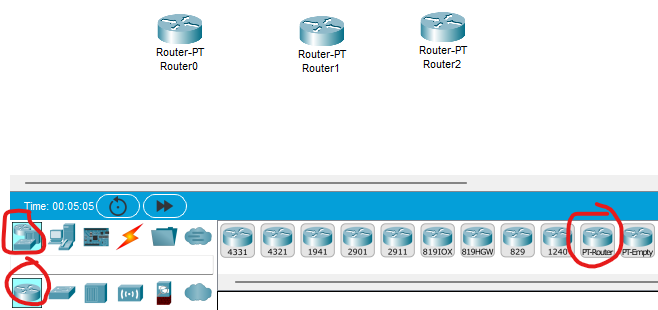 Router-PT
Router0
Router-PT
Router1
Router-PT
Router2
Time: 00:05:05
4331
4321
1941
2901
2911
819IOX
819HGW
829
1240
PT-Router
PT-Empty